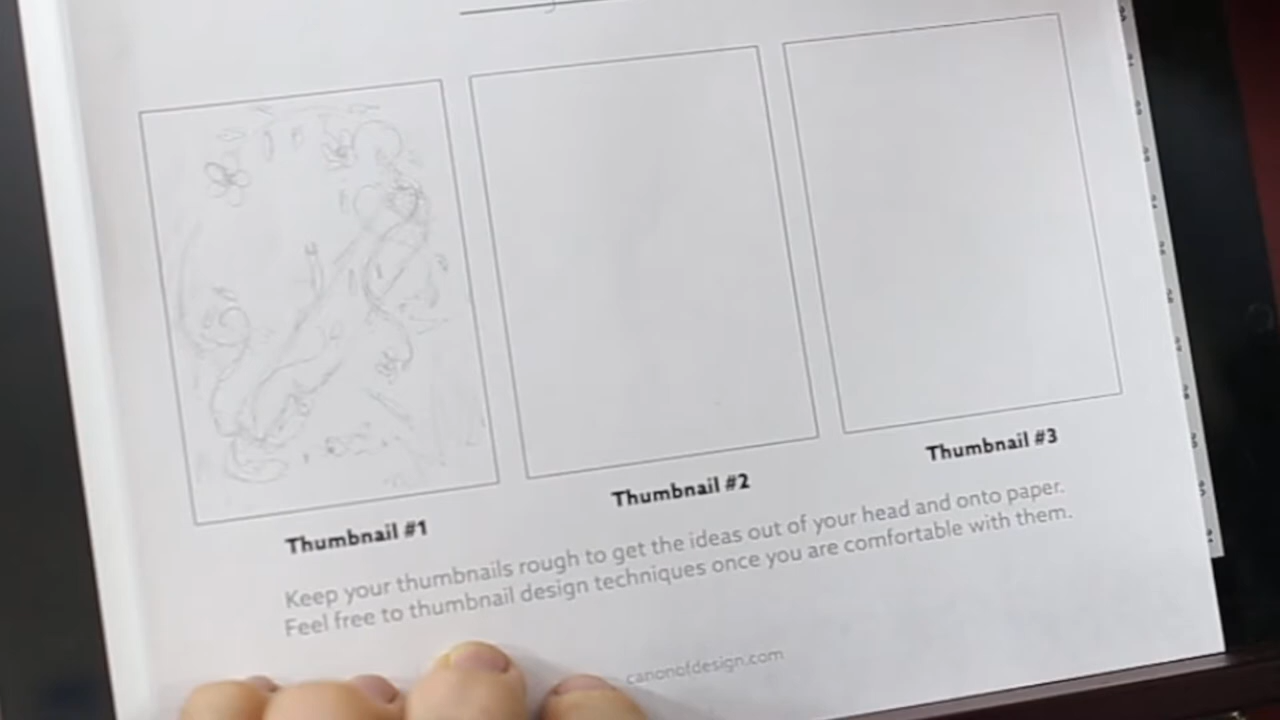 Thumbnail #1
Thumbnail #2
Thumbnail #3
Keep your thumbnails rough to get the ideas out of your head and onto paper.
Feel free to thumbnail design techniques once you are comfortable with them.
canonofdesign.com